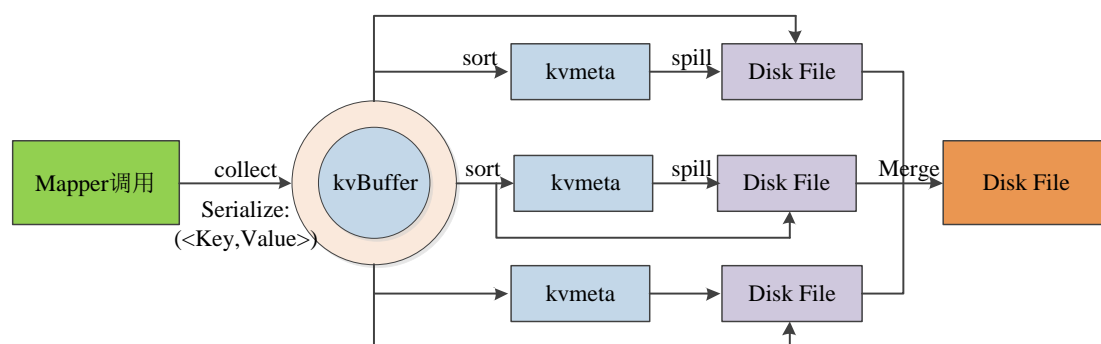 sort
kvmeta
spill
Disk File
Mapper调用
collect
kvBuffer
Serialize:
(<Key,Value>)
sort
kvmeta
spill
Disk File
Merge
Disk File
kvmeta
Disk File